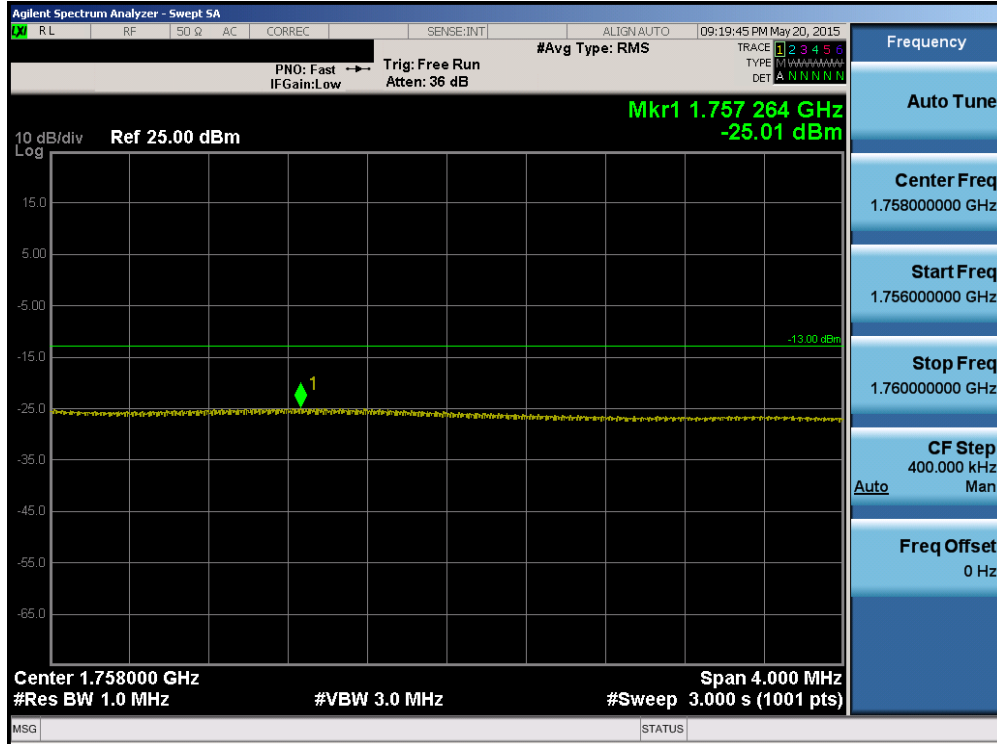 Agilent Spectrum Analyzer - Swept SA
LXI RL RF 50 Ω AC CORREC SENSE:INT ALIGN AUTO 09:19:45 PM May 20, 2015
#Avg Type: RMS TRACE 1 2 3 4 5 6
PNO: Fast Trig: Free Run TYPE M WWWWW
IFGain:Low Atten: 36 dB DET A N N N N N
Mkr1 1.757 264 GHz
-25.01 dBm
10 dB/div Ref 25.00 dBm
Log
15.0
5.00
-5.00
-13.00 dBm
-15.0
1
-25.0
-35.0
-45.0
-55.0
-65.0
Center 1.758000 GHz Span 4.000 MHz
#Res BW 1.0 MHz #VBW 3.0 MHz #Sweep 3.000 s (1001 pts)
MSG STATUS
Frequency
Auto Tune
Center Freq
1.758000000 GHz
Start Freq
1.756000000 GHz
Stop Freq
1.760000000 GHz
CF Step
400.000 kHz
Auto Man
Freq Offset
0 Hz